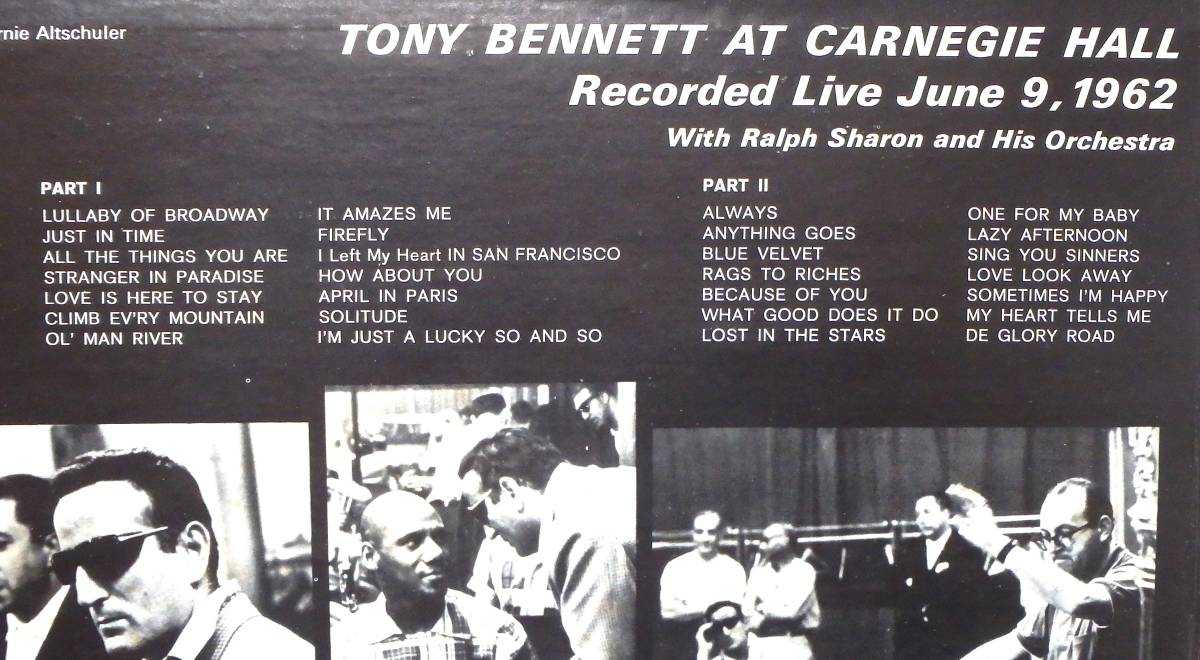 rnie Altschuler
TONY BENNETT AT CARNEGIE HALL
Recorded Live June 9, 1962
With Ralph Sharon and His Orchestra
PART I
LULLABY OF BROADWAY
JUST IN TIME
ALL THE THINGS YOU ARE
STRANGER IN PARADISE
LOVE IS HERE TO STAY
CLIMB EV'RY MOUNTAIN
OL' MAN RIVER
IT AMAZES ME
FIREFLY
I Left My Heart IN SAN FRANCISCO
HOW ABOUT YOU
APRIL IN PARIS
SOLITUDE
I'M JUST A LUCKY SO AND SO
PART II
ALWAYS
ANYTHING GOES
BLUE VELVET
RAGS TO RICHES
BECAUSE OF YOU
WHAT GOOD DOES IT DO
LOST IN THE STARS
ONE FOR MY BABY
LAZY AFTERNOON
SING YOU SINNERS
LOVE LOOK AWAY
SOMETIMES I'M HAPPY
MY HEART TELLS ME
DE GLORY ROAD